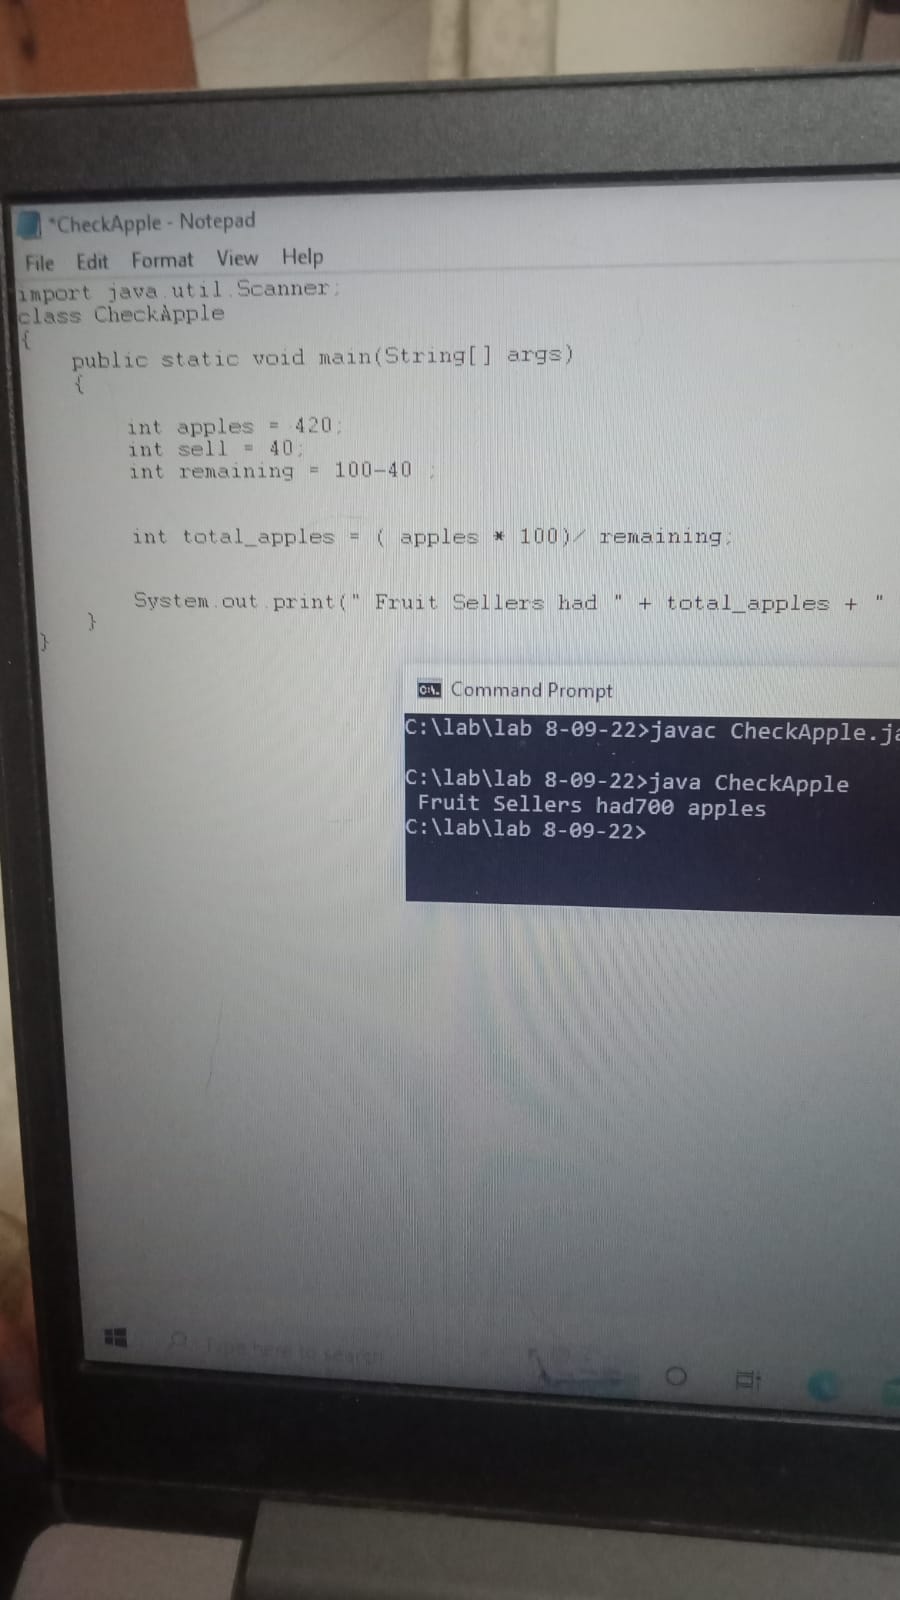 *CheckApple - Notepad
File Edit Format View Help
import java.util.Scanner;
class CheckApple
{
public static void main(String[] args)
{
int apples = 420;
int sell = 40;
int remaining = 100-40 ;
int total_apples = ( apples * 100)/ remaining;
System.out.print(" Fruit Sellers had " + total_apples + "
}
}
C:\. Command Prompt
C:\lab\lab 8-09-22>javac CheckApple.ja
C:\lab\lab 8-09-22>java CheckApple
Fruit Sellers had700 apples
C:\lab\lab 8-09-22>
Type here to search